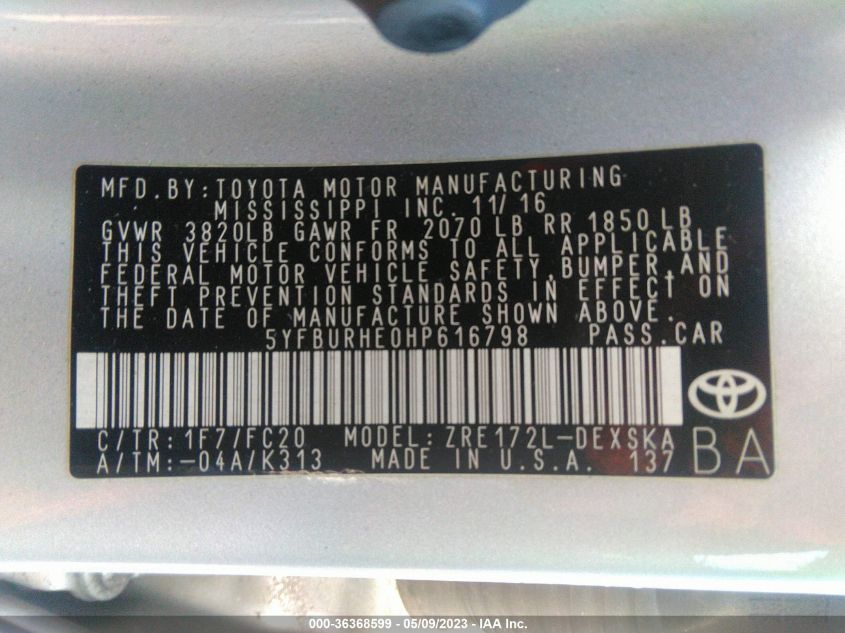 MFD.BY:TOYOTA MOTOR MANUFACTURING
MISSISSIPPI INC. 11/16
GVWR 3820LB GAWR FR 2070LB RR 1850LB
THIS VEHICLE CONFORMS TO ALL APPLICABLE
FEDERAL MOTOR VEHICLE SAFETY,BUMPER,AND
THEFT PREVENTION STANDARDS IN EFFECT ON
THE DATE OF MANUFACTURE SHOWN ABOVE.
5YFBURHE0HP616798 PASS.CAR
C/TR:1F7/FC20 MODEL:ZRE172L-DEXSKA
A/TM:-04A/K313 MADE IN U.S.A. 137
BA
000-36368599 - 05/09/2023 - IAA Inc.